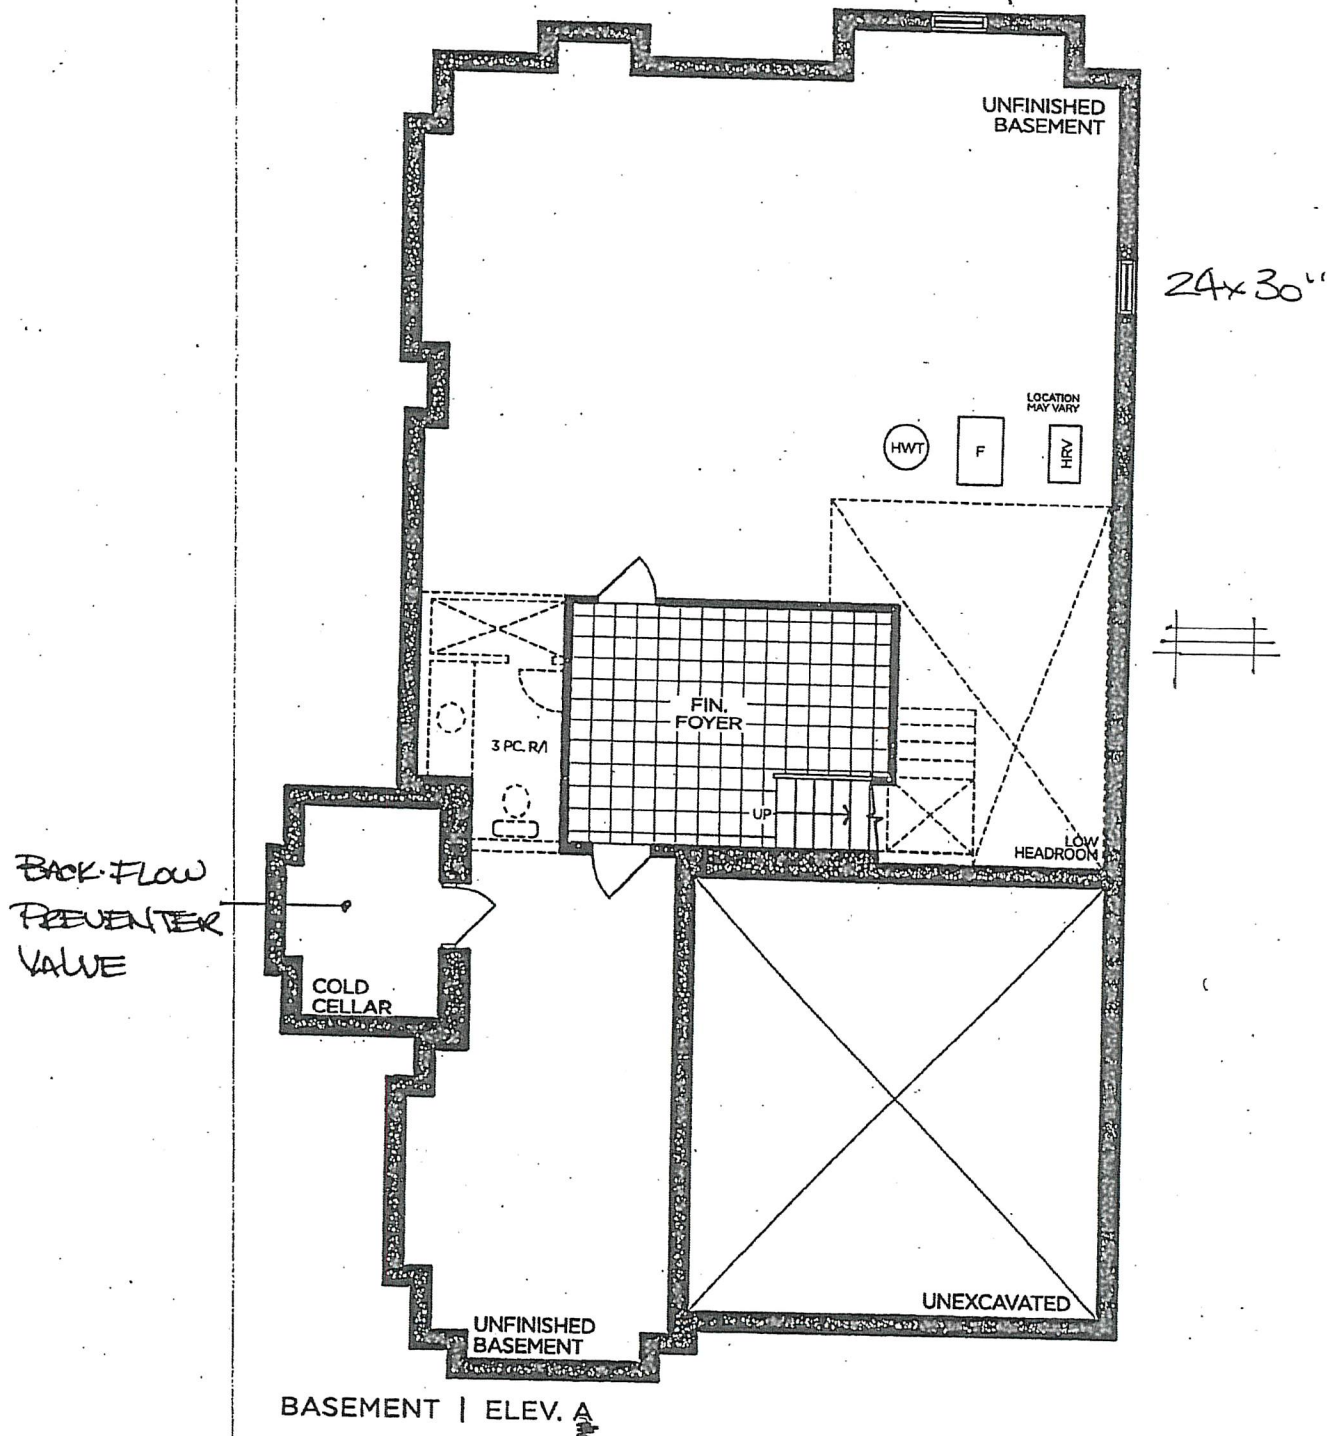 UNFINISHED
BASEMENT
24x30"
LOCATION
MAY VARY
HWT
F
HRV
FIN.
FOYER
3 PC. R/I
UP
LOW
HEADROOM
BACK-FLOW
PREVENTER
VALUE
COLD
CELLAR
UNEXCAVATED
UNFINISHED
BASEMENT
BASEMENT | ELEV. A